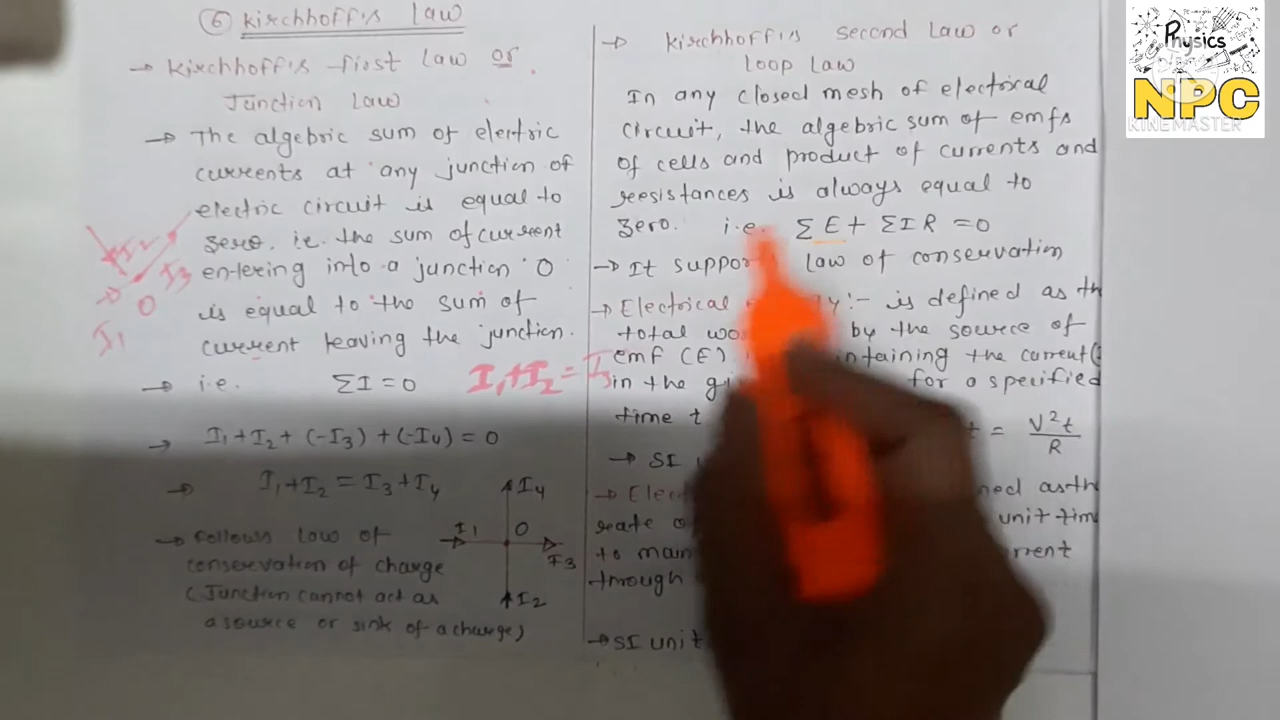 ⑥ Kirchhoff's Law
→ Kirchhoff's first Law or
Junction Law
→ The algebric sum of electric
currents at any junction of
electric circuit is equal to
zero. ie. the sum of current
entering into a junction 'O
is equal to the sum of
current leaving the junction.
→ i.e. ΣI = 0
I₁+I₂ = I₃
→ I₁+I₂+(-I₃)+(-I₄) = 0
→ I₁+I₂ = I₃+I₄
→ Follows Law of
conservation of charge
(Junction cannot act as
a source or sink of a charge)
I₁
I₂
I₃
O
I₄
I₁
O
I₃
I₂
→ Kirchhoff's second Law or
Loop Law
In any closed mesh of electrical
circuit, the algebric sum of emfs
of cells and product of currents and
resistances is always equal to
zero. i.e. ΣE + ΣIR = 0
→ It support law of conservation
→ Electrical :- is defined as th
total by the source of
emf (E) the current
in the for a specified
time t = V²t/R
→ SI
→ as th
rate unit tim
to
through
→ SI unit
Physics
NPC
KINEMASTER